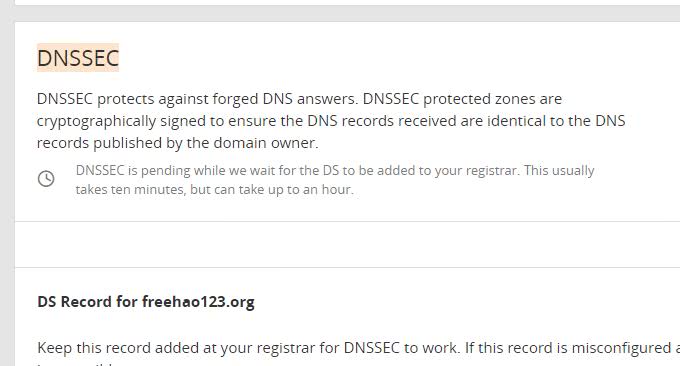 DNSSEC
DNSSEC protects against forged DNS answers. DNSSEC protected zones are
cryptographically signed to ensure the DNS records received are identical to the DNS
records published by the domain owner.
DNSSEC is pending while we wait for the DS to be added to your registrar. This usually
takes ten minutes, but can take up to an hour.
DS Record for freehao123.org
Keep this record added at your registrar for DNSSEC to work. If this record is misconfigured